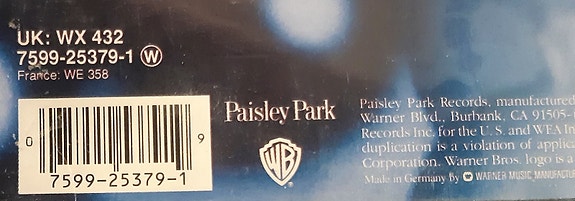 UK: WX 432
7599-25379-1 W
France: WE 358
0 9
7599-25379-1
Paisley Park
WB
Paisley Park Records, manufactured
Warner Blvd., Burbank, CA 91505-
Records Inc. for the U. S. and WEA In
duplication is a violation of applica
Corporation. Warner Bros. logo is a
Made in Germany by W WARNER MUSIC MANUFACTUR